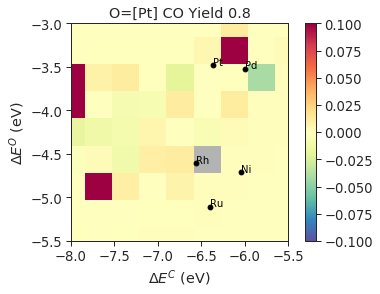 O=[Pt] CO Yield 0.8
−3.0
−3.5
−4.0
−4.5
−5.0
−5.5
ΔE^O (eV)
Pt
Pd
Rh
Ni
Ru
−8.0 −7.5 −7.0 −6.5 −6.0 −5.5
ΔE^C (eV)
0.100
0.075
0.050
0.025
0.000
−0.025
−0.050
−0.075
−0.100